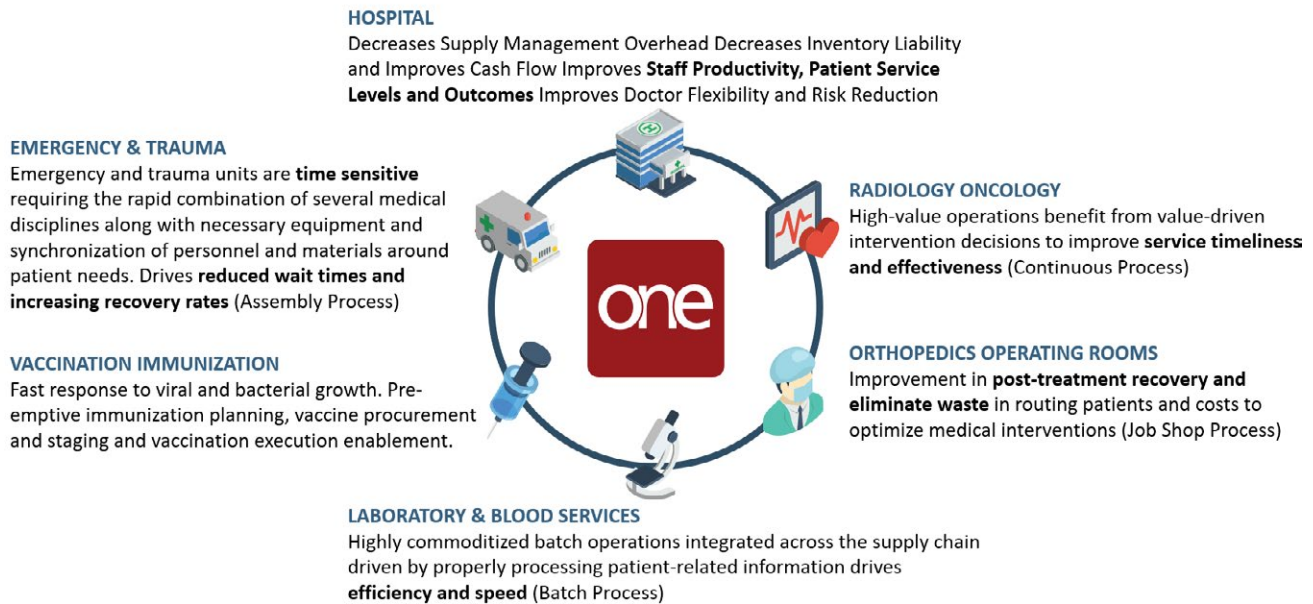 HOSPITAL
Decreases Supply Management Overhead Decreases Inventory Liability
and Improves Cash Flow Improves Staff Productivity, Patient Service
Levels and Outcomes Improves Doctor Flexibility and Risk Reduction
EMERGENCY & TRAUMA
Emergency and trauma units are time sensitive
requiring the rapid combination of several medical
disciplines along with necessary equipment and
synchronization of personnel and materials around
patient needs. Drives reduced wait times and
increasing recovery rates (Assembly Process)
H
RADIOLOGY ONCOLOGY
High-value operations benefit from value-driven
intervention decisions to improve service timeliness
and effectiveness (Continuous Process)
one
VACCINATION IMMUNIZATION
Fast response to viral and bacterial growth. Pre-
emptive immunization planning, vaccine procurement
and staging and vaccination execution enablement.
ORTHOPEDICS OPERATING ROOMS
Improvement in post-treatment recovery and
eliminate waste in routing patients and costs to
optimize medical interventions (Job Shop Process)
LABORATORY & BLOOD SERVICES
Highly commoditized batch operations integrated across the supply chain
driven by properly processing patient-related information drives
efficiency and speed (Batch Process)